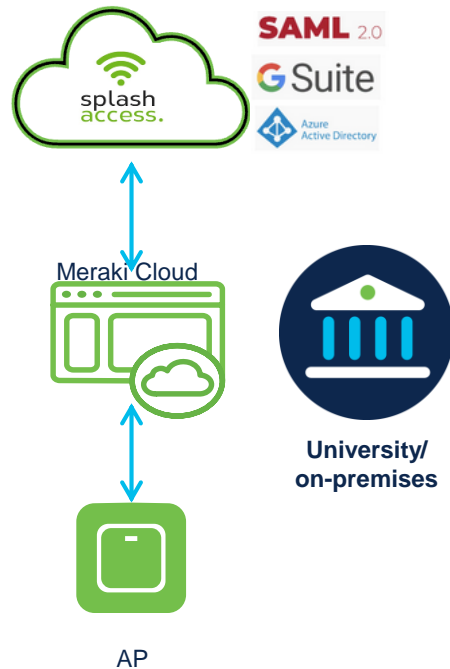 SAML 2.0
G Suite
splash
access.
Azure
Active Directory
Meraki Cloud
University/
on-premises
AP